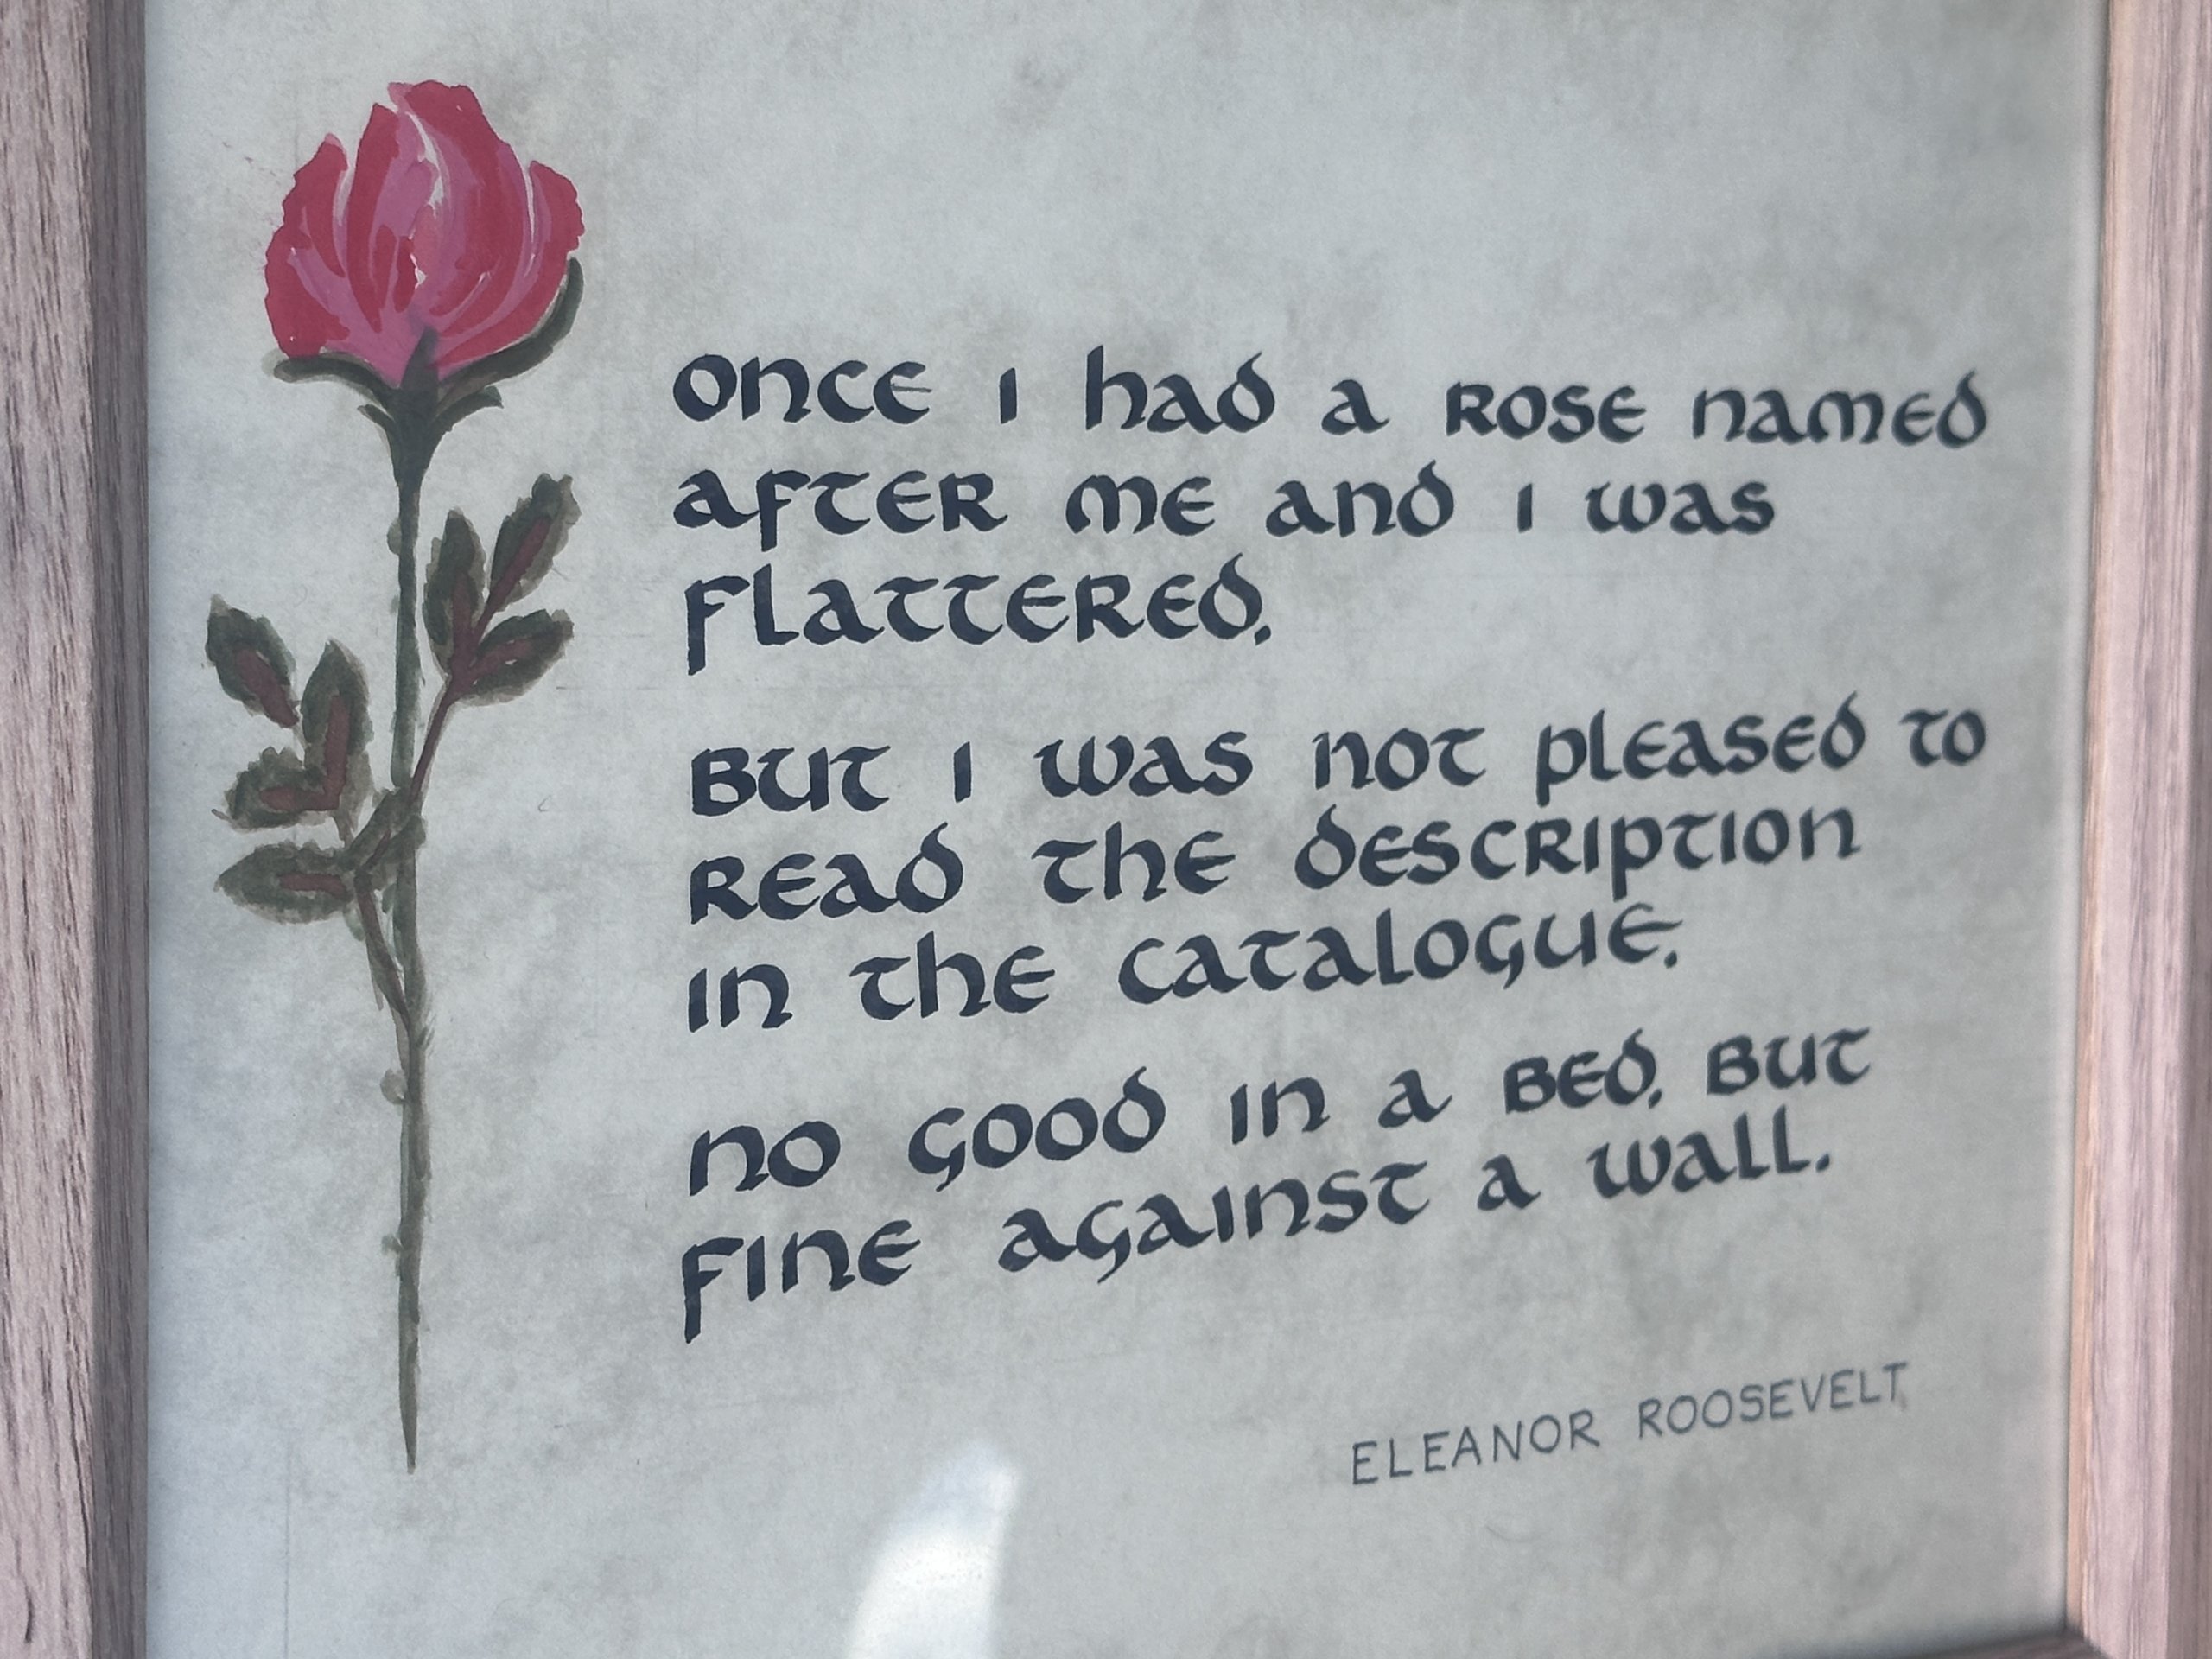 Once I had a rose named
after me and I was
flattered.
But I was not pleased to
read the description
in the catalogue.
No good in a bed, but
fine against a wall.
ELEANOR ROOSEVELT